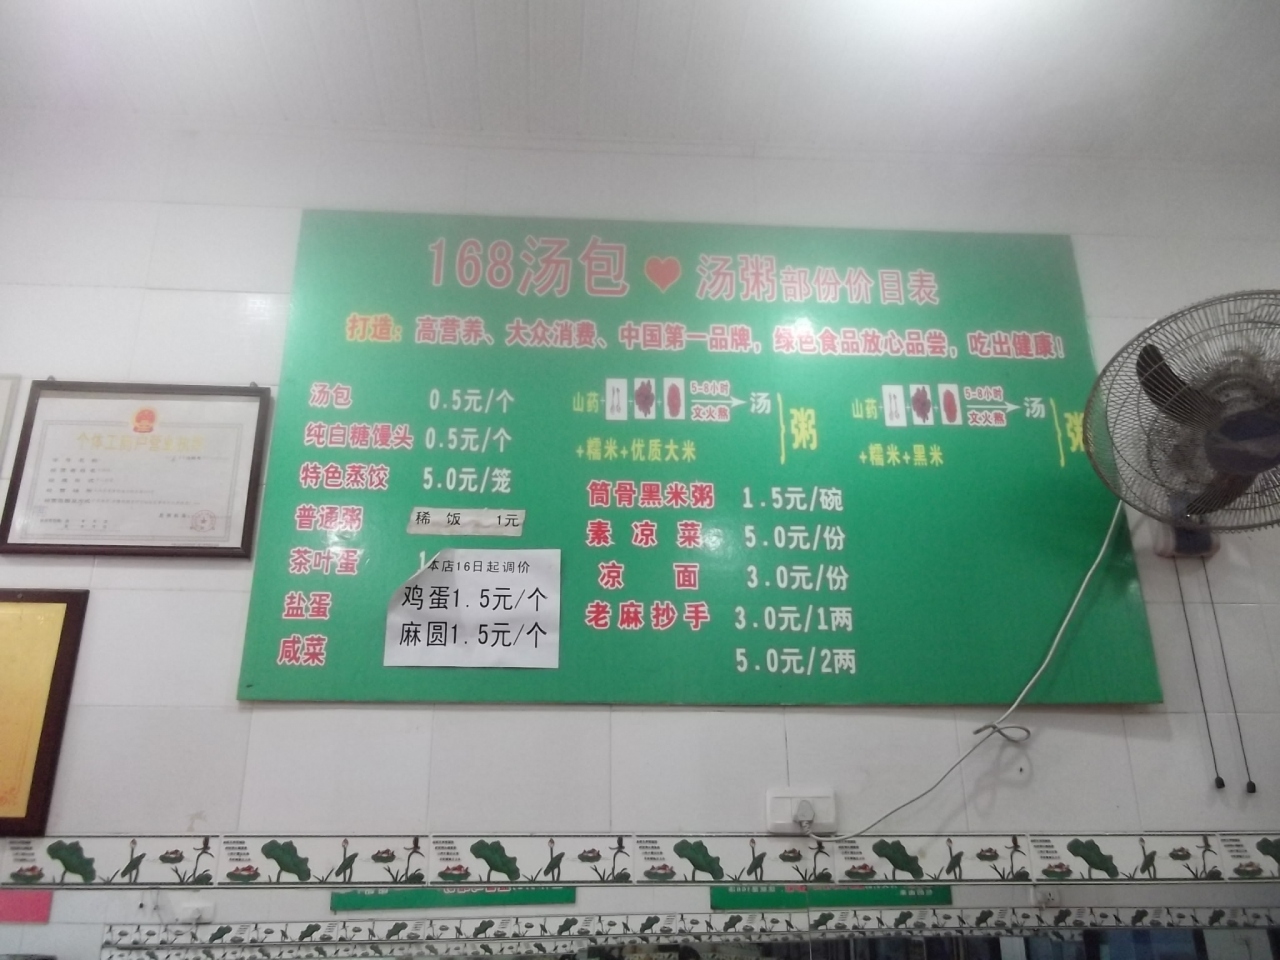 168汤包❤汤粥部份价目表
打造：高营养、大众消费、中国第一品牌，绿色食品放心品尝，吃出健康！
汤包 0.5元/个
纯白糖馒头 0.5元/个
特色蒸饺 5.0元/笼
普通粥 稀饭 1元
茶叶蛋 1
盐蛋
咸菜
本店16日起调价
鸡蛋1.5元/个
麻圆1.5元/个
山药 5-8小时 文火熬 汤 粥
+糯米+优质大米
筒骨黑米粥 1.5元/碗
素凉菜 5.0元/份
凉面 3.0元/份
老麻抄手 3.0元/1两
5.0元/2两
山药 5-8小时 文火熬 汤 粥
+糯米+黑米